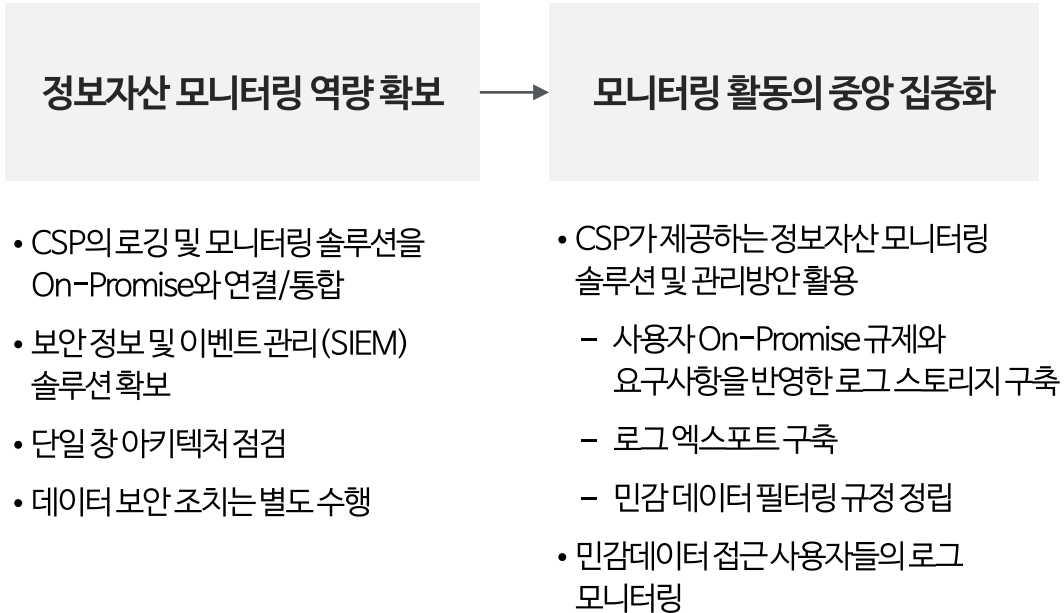 정보자산 모니터링 역량 확보
• CSP의 로깅 및 모니터링 솔루션을
On-Promise와 연결/통합
• 보안 정보 및 이벤트 관리(SIEM)
솔루션 확보
• 단일 창 아키텍처 점검
• 데이터 보안 조치는 별도 수행
모니터링 활동의 중앙 집중화
• CSP가 제공하는 정보자산 모니터링
솔루션 및 관리방안 활용
– 사용자 On-Promise 규제와
요구사항을 반영한 로그 스토리지 구축
– 로그 엑스포트 구축
– 민감 데이터 필터링 규정 정립
• 민감데이터 접근 사용자들의 로그
모니터링